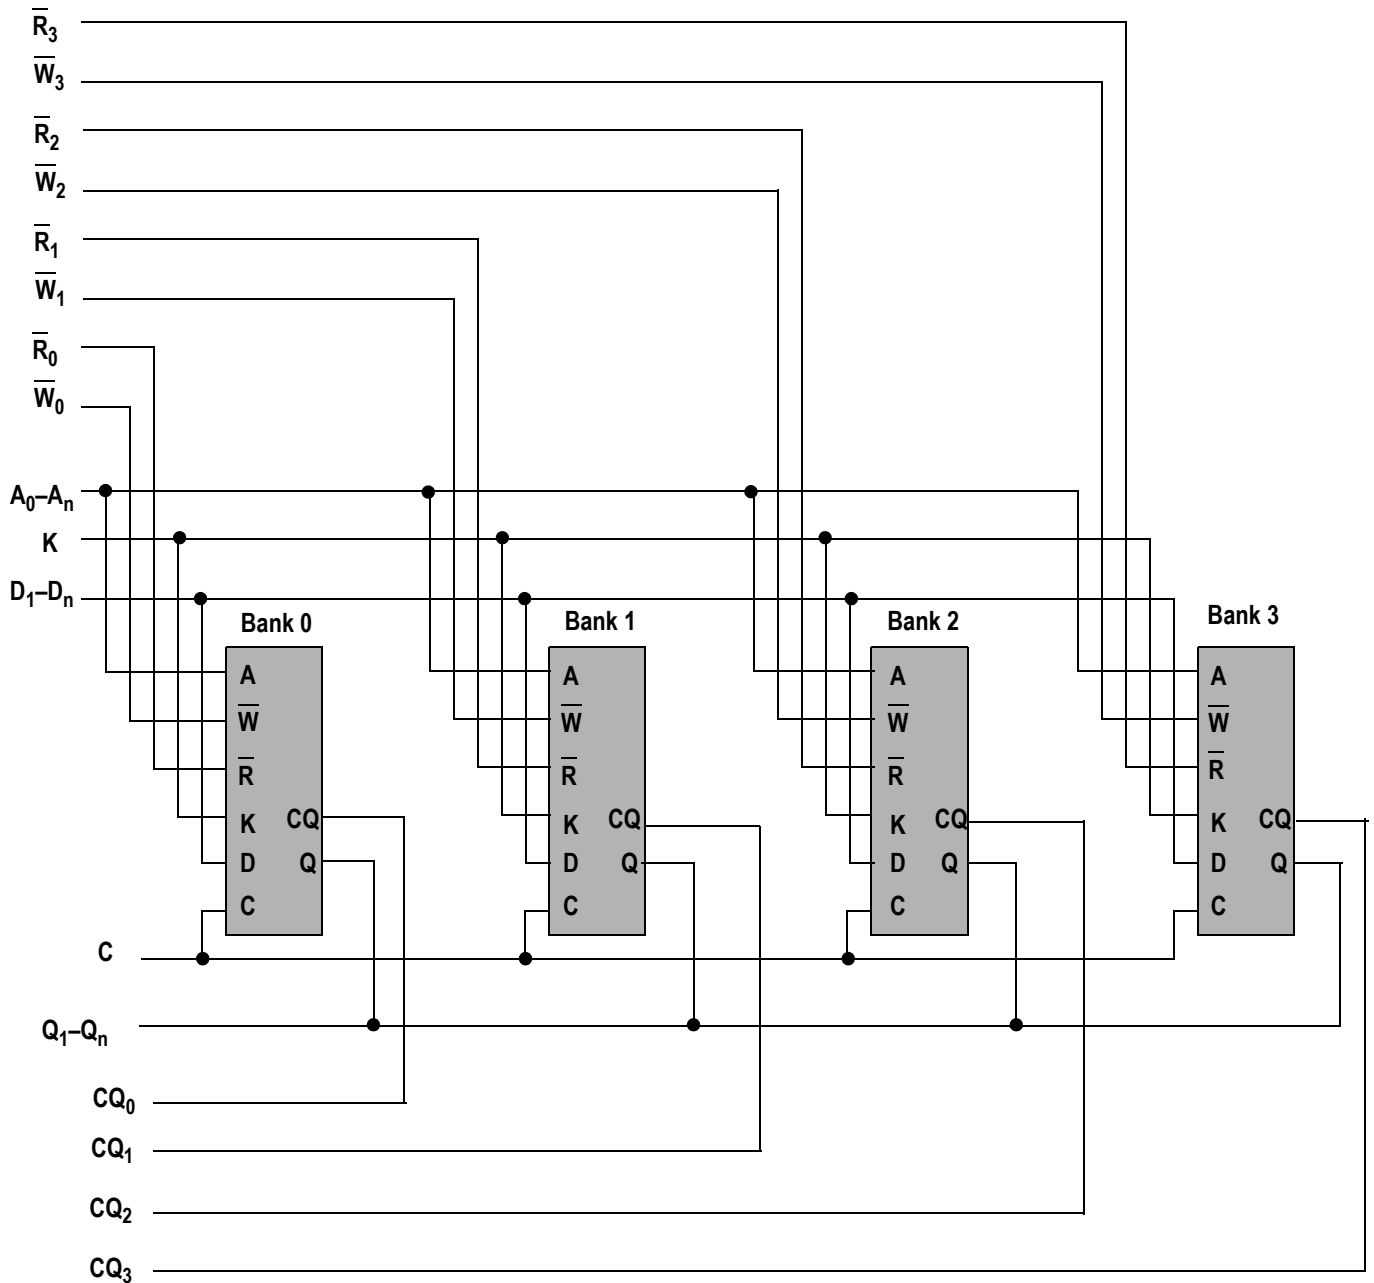 R̅₃
W̅₃
R̅₂
W̅₂
R̅₁
W̅₁
R̅₀
W̅₀
A₀–Aₙ
K
D₁–Dₙ
Bank 0
A
W̅
R̅
K CQ
D Q
C
Bank 1
A
W̅
R̅
K CQ
D Q
C
Bank 2
A
W̅
R̅
K CQ
D Q
C
Bank 3
A
W̅
R̅
K CQ
D Q
C
C
Q₁–Qₙ
CQ₀
CQ₁
CQ₂
CQ₃